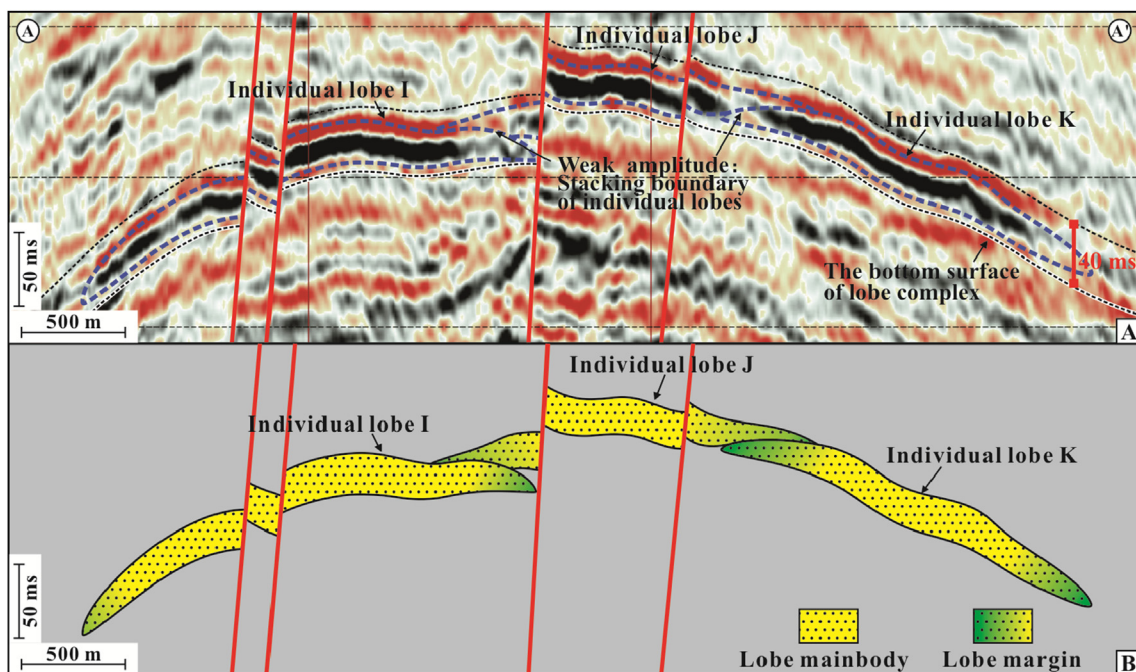 A
A'
Individual lobe J
Individual lobe I
Individual lobe K
Weak amplitude:
Stacking boundary
of individual lobes
50 ms
40 ms
The bottom surface
of lobe complex
500 m
A
Individual lobe J
Individual lobe I
Individual lobe K
50 ms
500 m
Lobe mainbody
Lobe margin
B